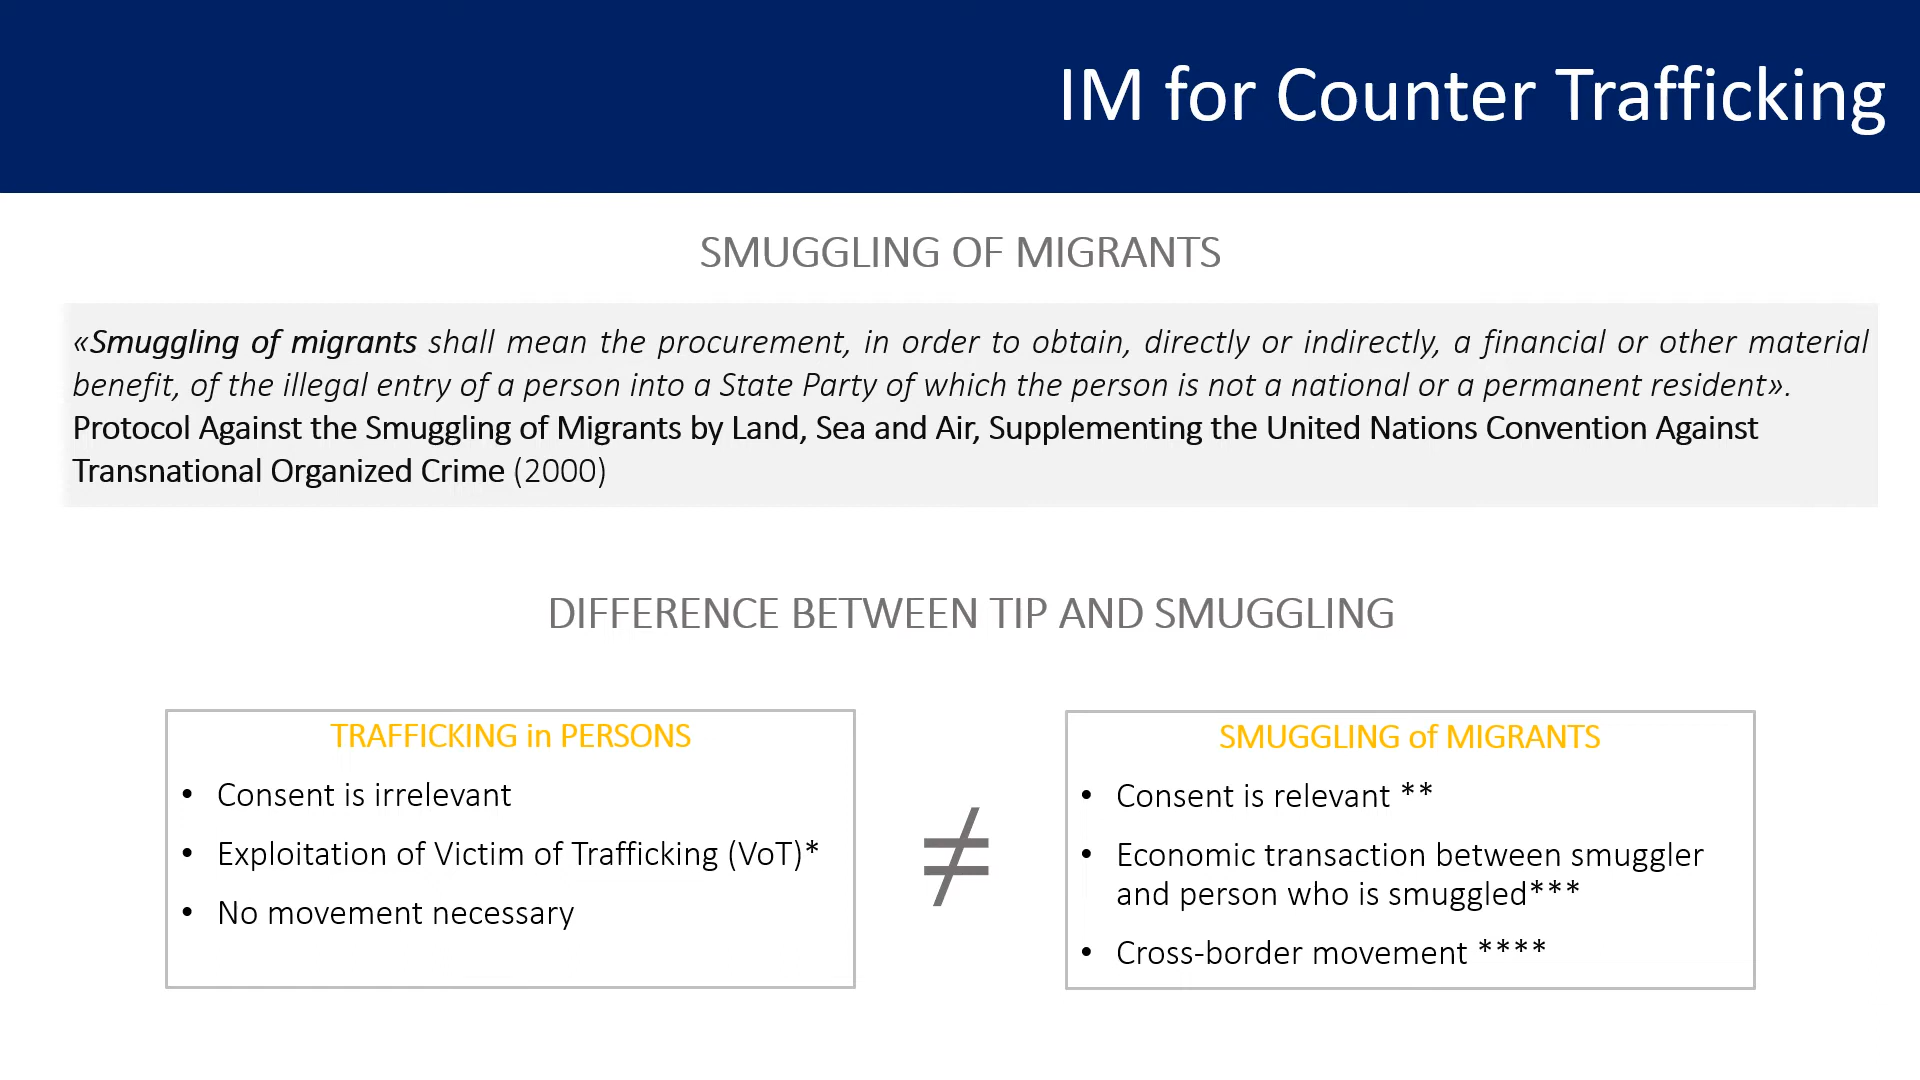 IM for Counter Trafficking
SMUGGLING OF MIGRANTS
«Smuggling of migrants shall mean the procurement, in order to obtain, directly or indirectly, a financial or other material
benefit, of the illegal entry of a person into a State Party of which the person is not a national or a permanent resident».
Protocol Against the Smuggling of Migrants by Land, Sea and Air, Supplementing the United Nations Convention Against
Transnational Organized Crime (2000)
DIFFERENCE BETWEEN TIP AND SMUGGLING
TRAFFICKING in PERSONS
• Consent is irrelevant
• Exploitation of Victim of Trafficking (VoT)*
• No movement necessary
≠
SMUGGLING of MIGRANTS
• Consent is relevant **
• Economic transaction between smuggler
and person who is smuggled***
• Cross-border movement ****